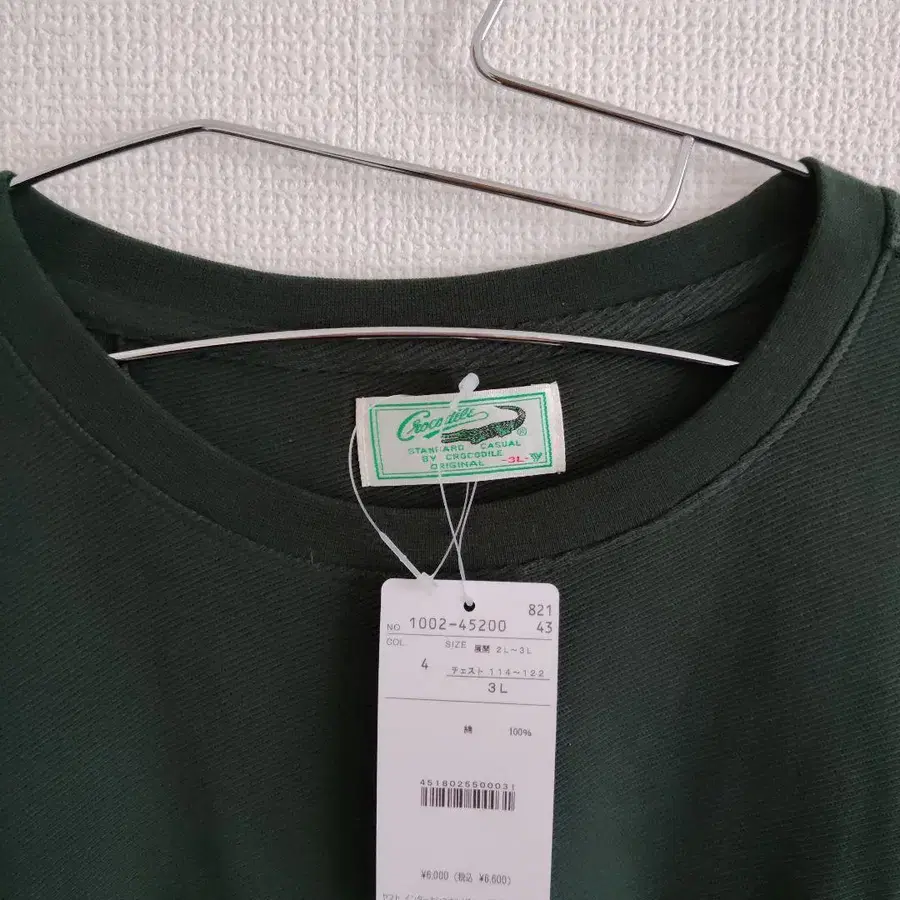 Crocodile
®
STANDARD CASUAL
BY CROCODILE
ORIGINAL
-3L-W
821
NO. 1002-45200 43
COL. SIZE 展開 2L~3L
4 チェスト 114~122
3L
綿 100%
4518025500031
¥6,000 (税込 ¥6,600)